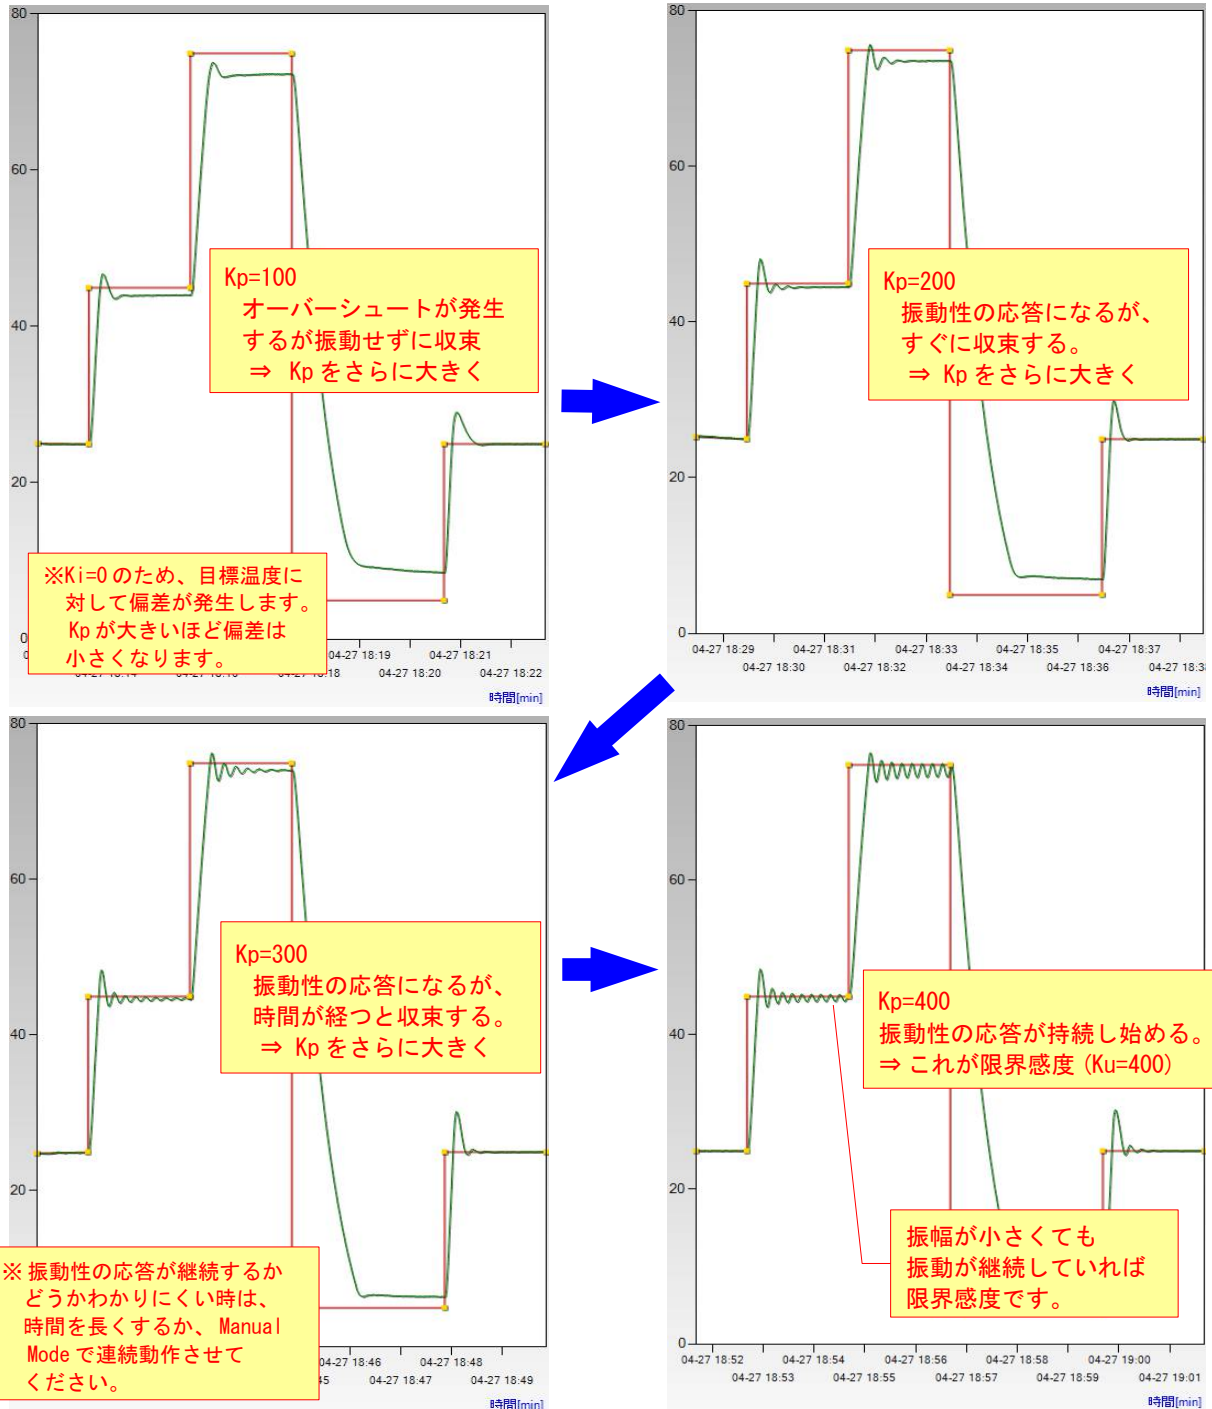 80
60
40
20
0
Kp=100
オーバーシュートが発生
するが振動せずに収束
⇒ Kpをさらに大きく
※Ki=0のため、目標温度に
対して偏差が発生します。
Kpが大きいほど偏差は
小さくなります。
04-27 18:19
04-27 18:21
04-27 18:20
04-27 18:22
時間[min]
80
60
40
20
0
Kp=200
振動性の応答になるが、
すぐに収束する。
⇒ Kpをさらに大きく
04-27 18:29
04-27 18:31
04-27 18:33
04-27 18:35
04-27 18:37
04-27 18:30
04-27 18:32
04-27 18:34
04-27 18:36
04-27 18:38
時間[min]
80
60
40
20
Kp=300
振動性の応答になるが、
時間が経つと収束する。
⇒ Kpをさらに大きく
※ 振動性の応答が継続するか
どうかわかりにくい時は、
時間を長くするか、Manual
Modeで連続動作させて
ください。
04-27 18:46
04-27 18:48
04-27 18:47
04-27 18:49
時間[min]
80
60
40
20
0
Kp=400
振動性の応答が持続し始める。
⇒ これが限界感度(Ku=400)
振幅が小さくても
振動が継続していれば
限界感度です。
04-27 18:52
04-27 18:54
04-27 18:56
04-27 18:58
04-27 19:00
04-27 18:53
04-27 18:55
04-27 18:57
04-27 18:59
04-27 19:01
時間[min]